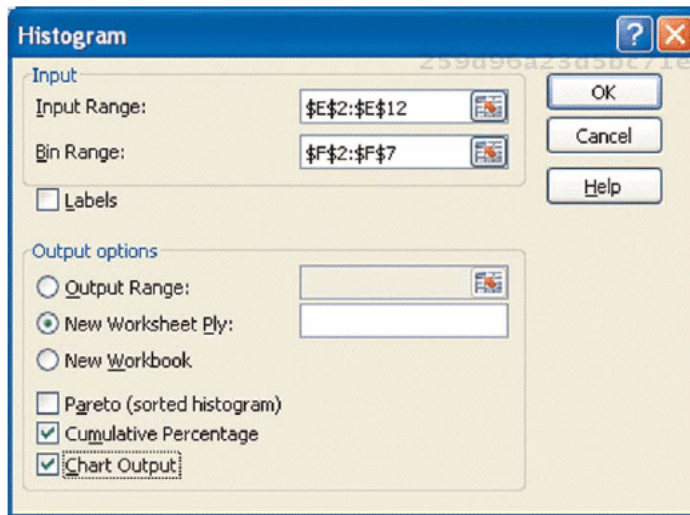 Histogram
?
259d96a23d5bc71e
Input
Input Range:
$E$2:$E$12
Bin Range:
$F$2:$F$7
Labels
OK
Cancel
Help
Output options
Output Range:
New Worksheet Ply:
New Workbook
Pareto (sorted histogram)
Cumulative Percentage
Chart Output